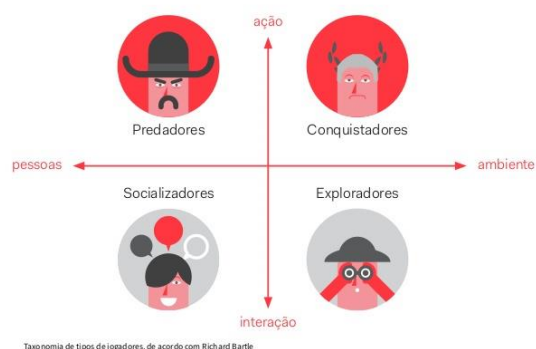 ação
Predadores
Conquistadores
pessoas
ambiente
Socializadores
Exploradores
interação
Taxonomia de tipos de jogadores, de acordo com Richard Bartle